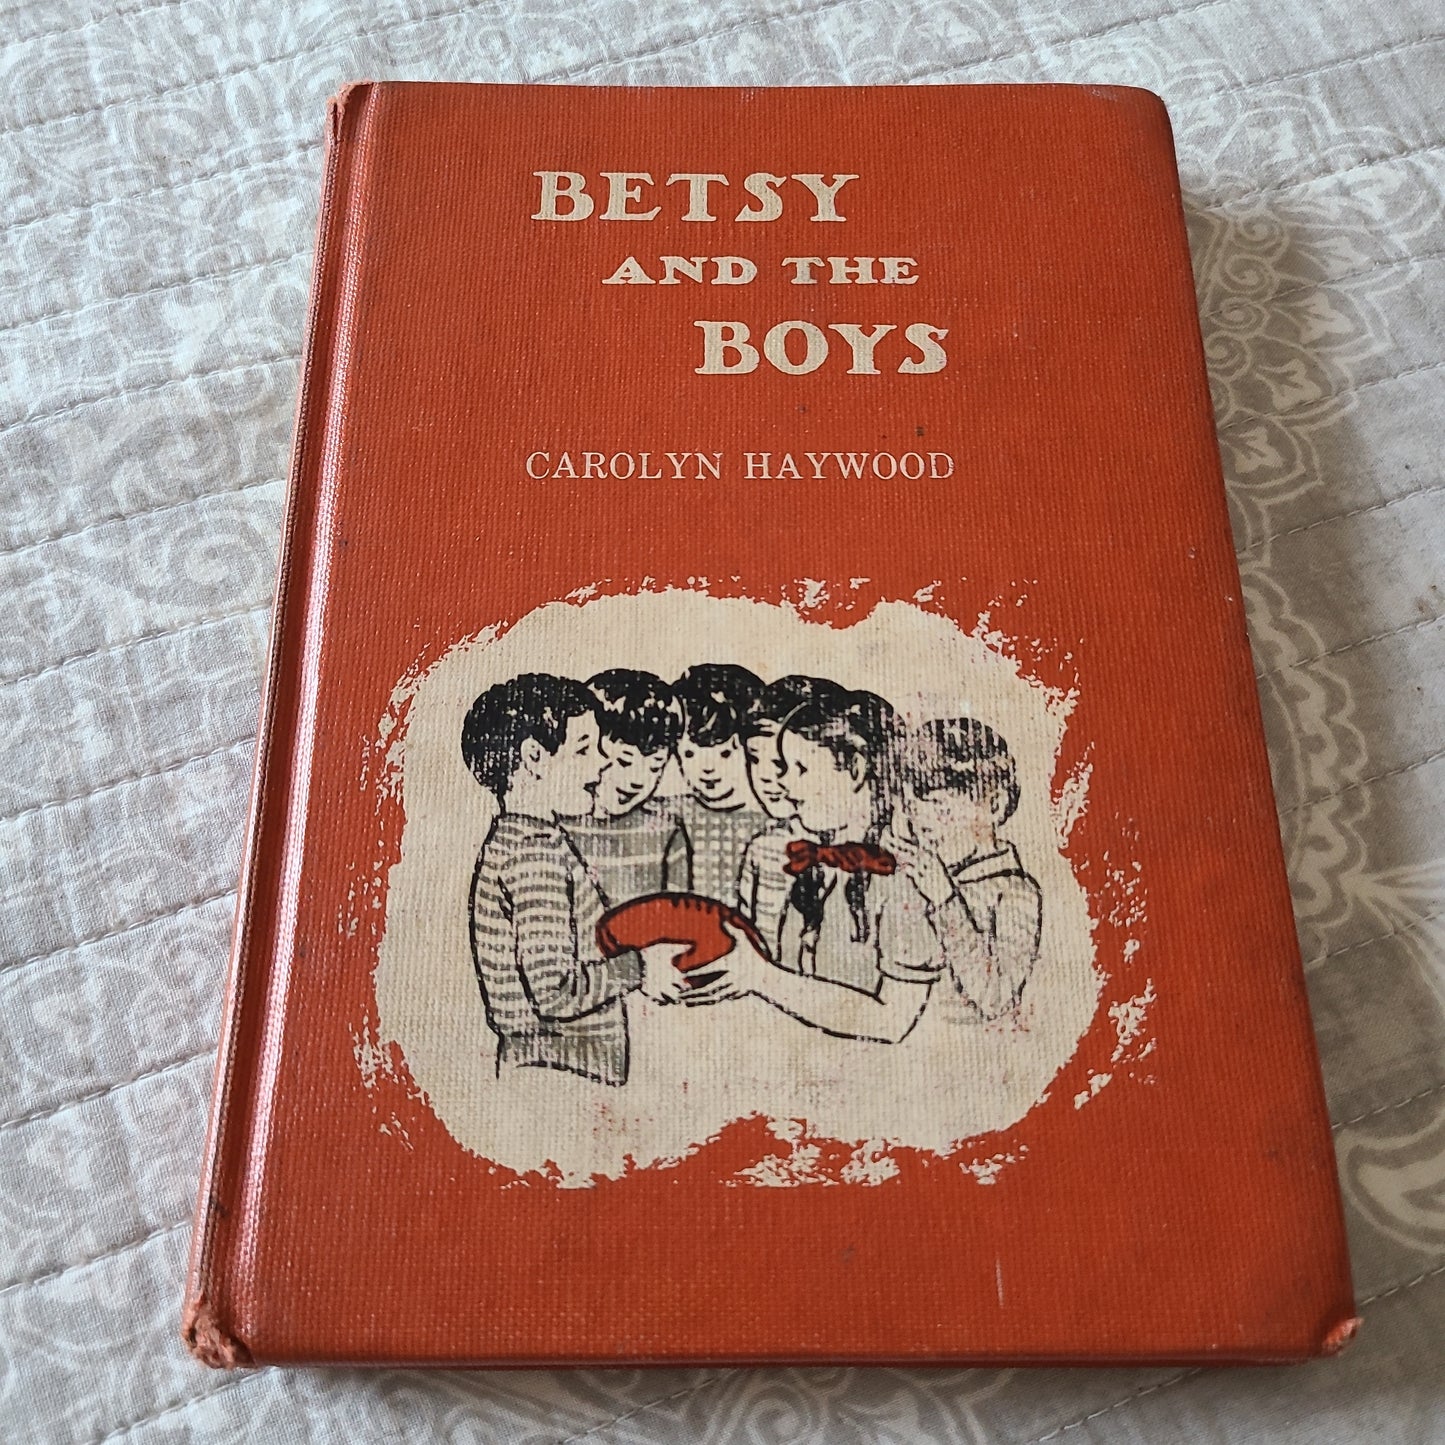 BETSY
AND THE
BOYS
CAROLYN HAYWOOD